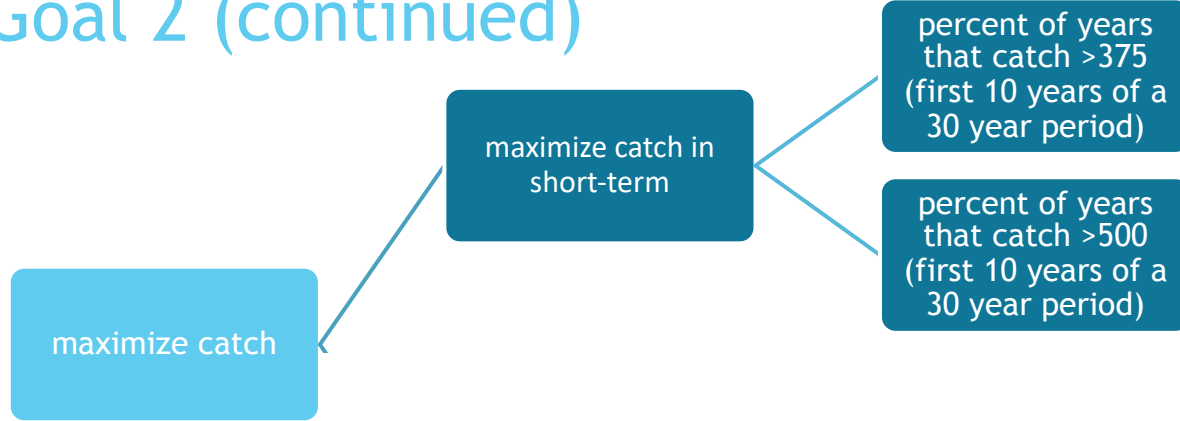 Goal 2 (continued)
maximize catch
maximize catch in
short-term
percent of years
that catch >375
(first 10 years of a
30 year period)
percent of years
that catch >500
(first 10 years of a
30 year period)